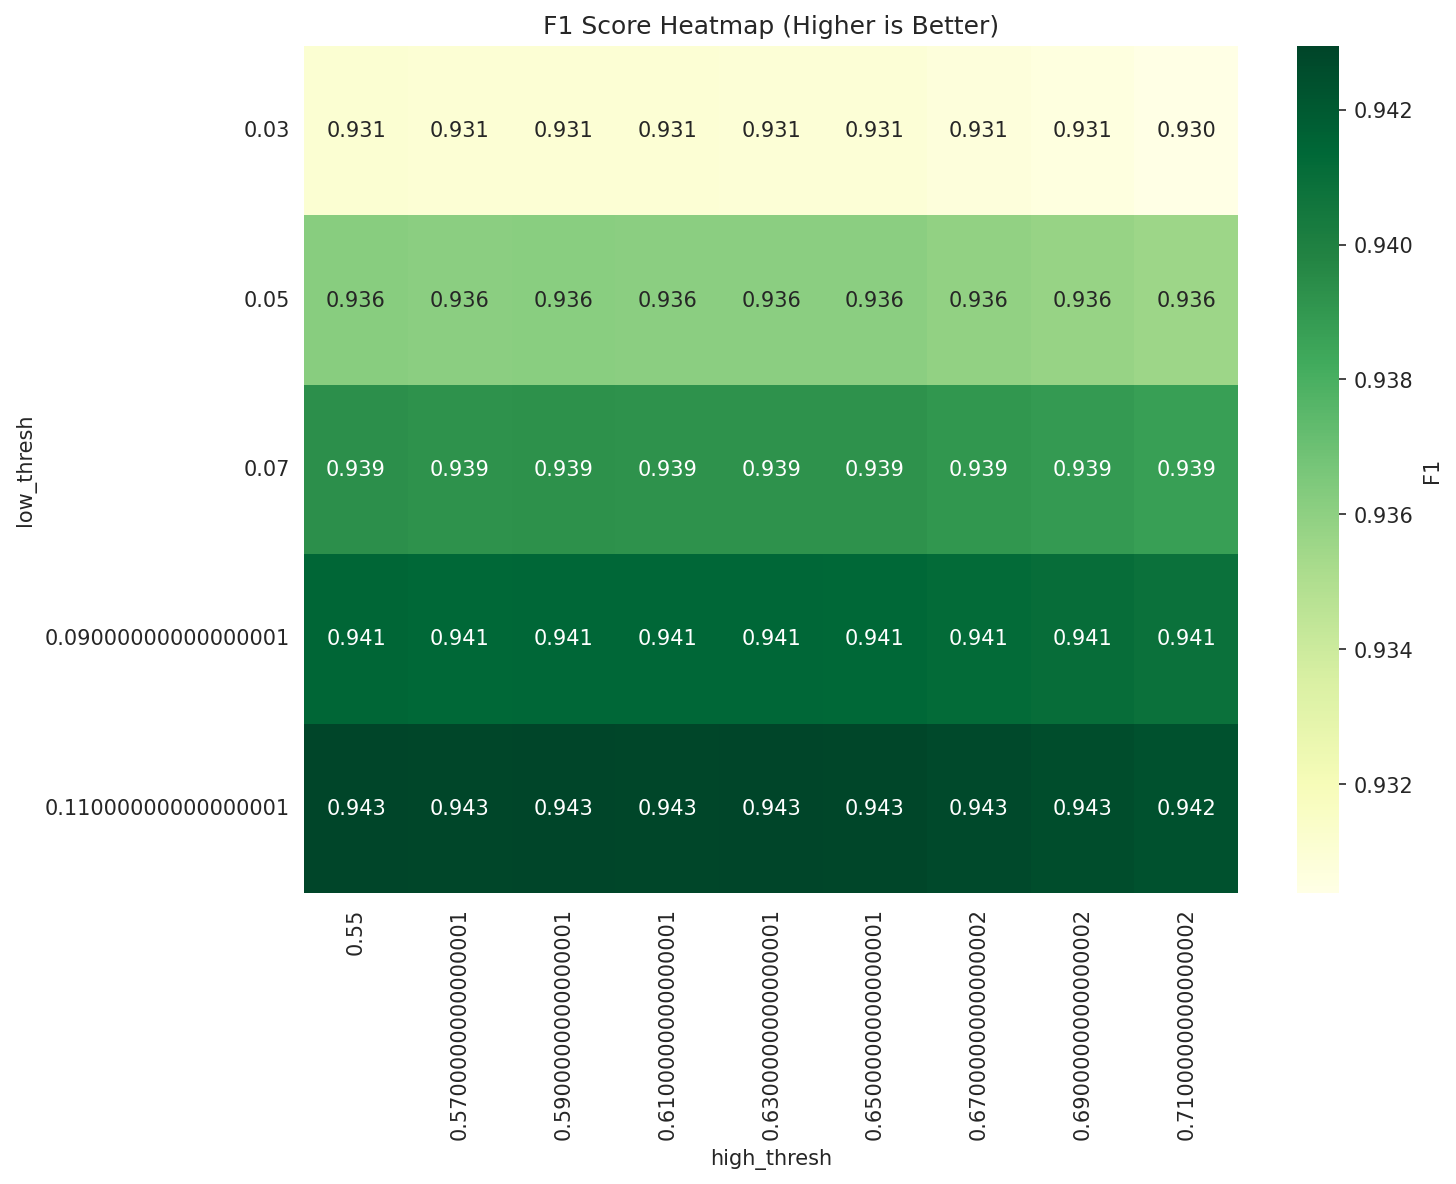 F1 Score Heatmap (Higher is Better)
0.03 0.931 0.931 0.931 0.931 0.931 0.931 0.931 0.931 0.930
0.05 0.936 0.936 0.936 0.936 0.936 0.936 0.936 0.936 0.936
0.07 0.939 0.939 0.939 0.939 0.939 0.939 0.939 0.939 0.939
0.09000000000000001 0.941 0.941 0.941 0.941 0.941 0.941 0.941 0.941 0.941
0.11000000000000001 0.943 0.943 0.943 0.943 0.943 0.943 0.943 0.943 0.942
low_thresh
0.55
0.5700000000000001
0.5900000000000001
0.6100000000000001
0.6300000000000001
0.6500000000000001
0.6700000000000002
0.6900000000000002
0.7100000000000002
high_thresh
0.942
0.940
0.938
0.936
0.934
0.932
F1